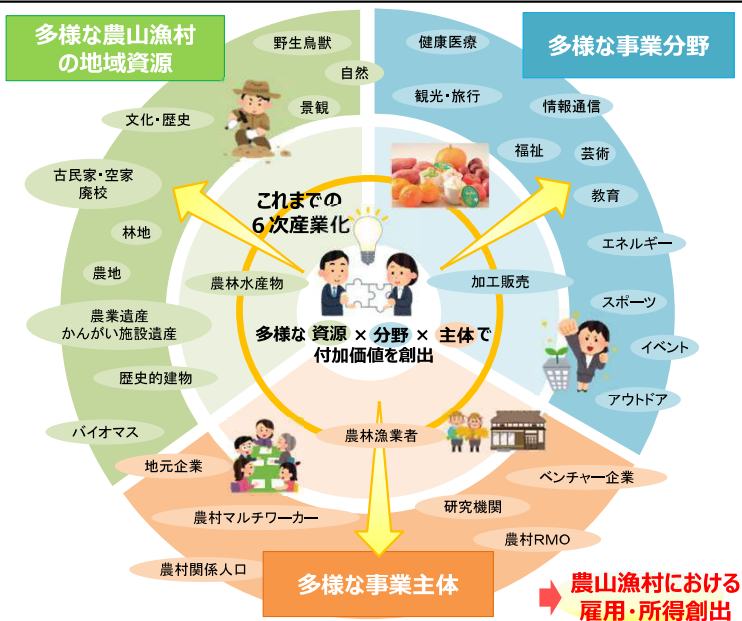 多様な農山漁村
の地域資源
野生鳥獣
自然
景観
文化・歴史
古民家・空家
廃校
林地
農地
農業遺産
かんがい施設遺産
歴史的建物
バイオマス
多様な事業分野
健康医療
観光・旅行
情報通信
福祉
芸術
教育
エネルギー
スポーツ
イベント
アウトドア
これまでの
６次産業化
農林水産物
加工販売
多様な 資源 × 分野 × 主体 で
付加価値を創出
農林漁業者
地元企業
農村マルチワーカー
農村関係人口
ベンチャー企業
研究機関
農村RMO
多様な事業主体
農山漁村における
雇用・所得創出